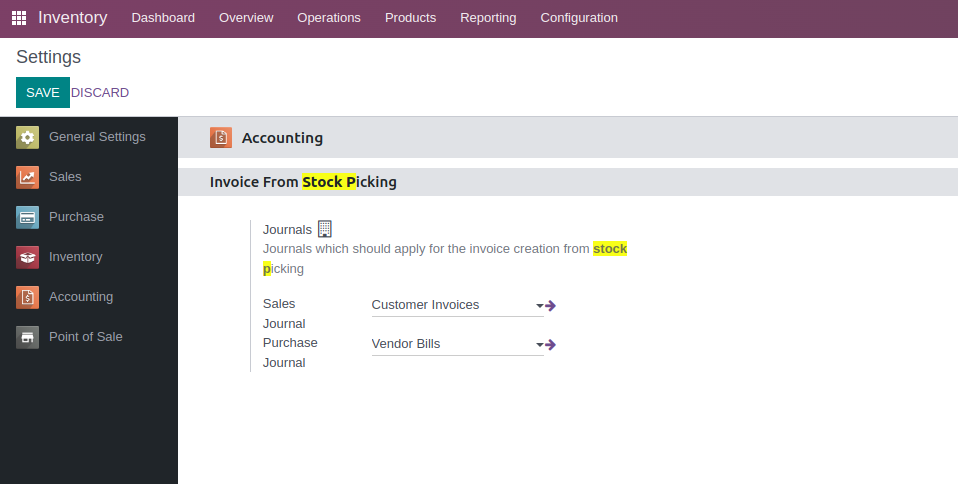 Inventory Dashboard Overview Operations Products Reporting Configuration
Settings
SAVE DISCARD
General Settings
Sales
Purchase
Inventory
Accounting
Point of Sale
Accounting
Invoice From Stock Picking
Journals
Journals which should apply for the invoice creation from stock
picking
Sales
Journal
Customer Invoices
Purchase
Journal
Vendor Bills